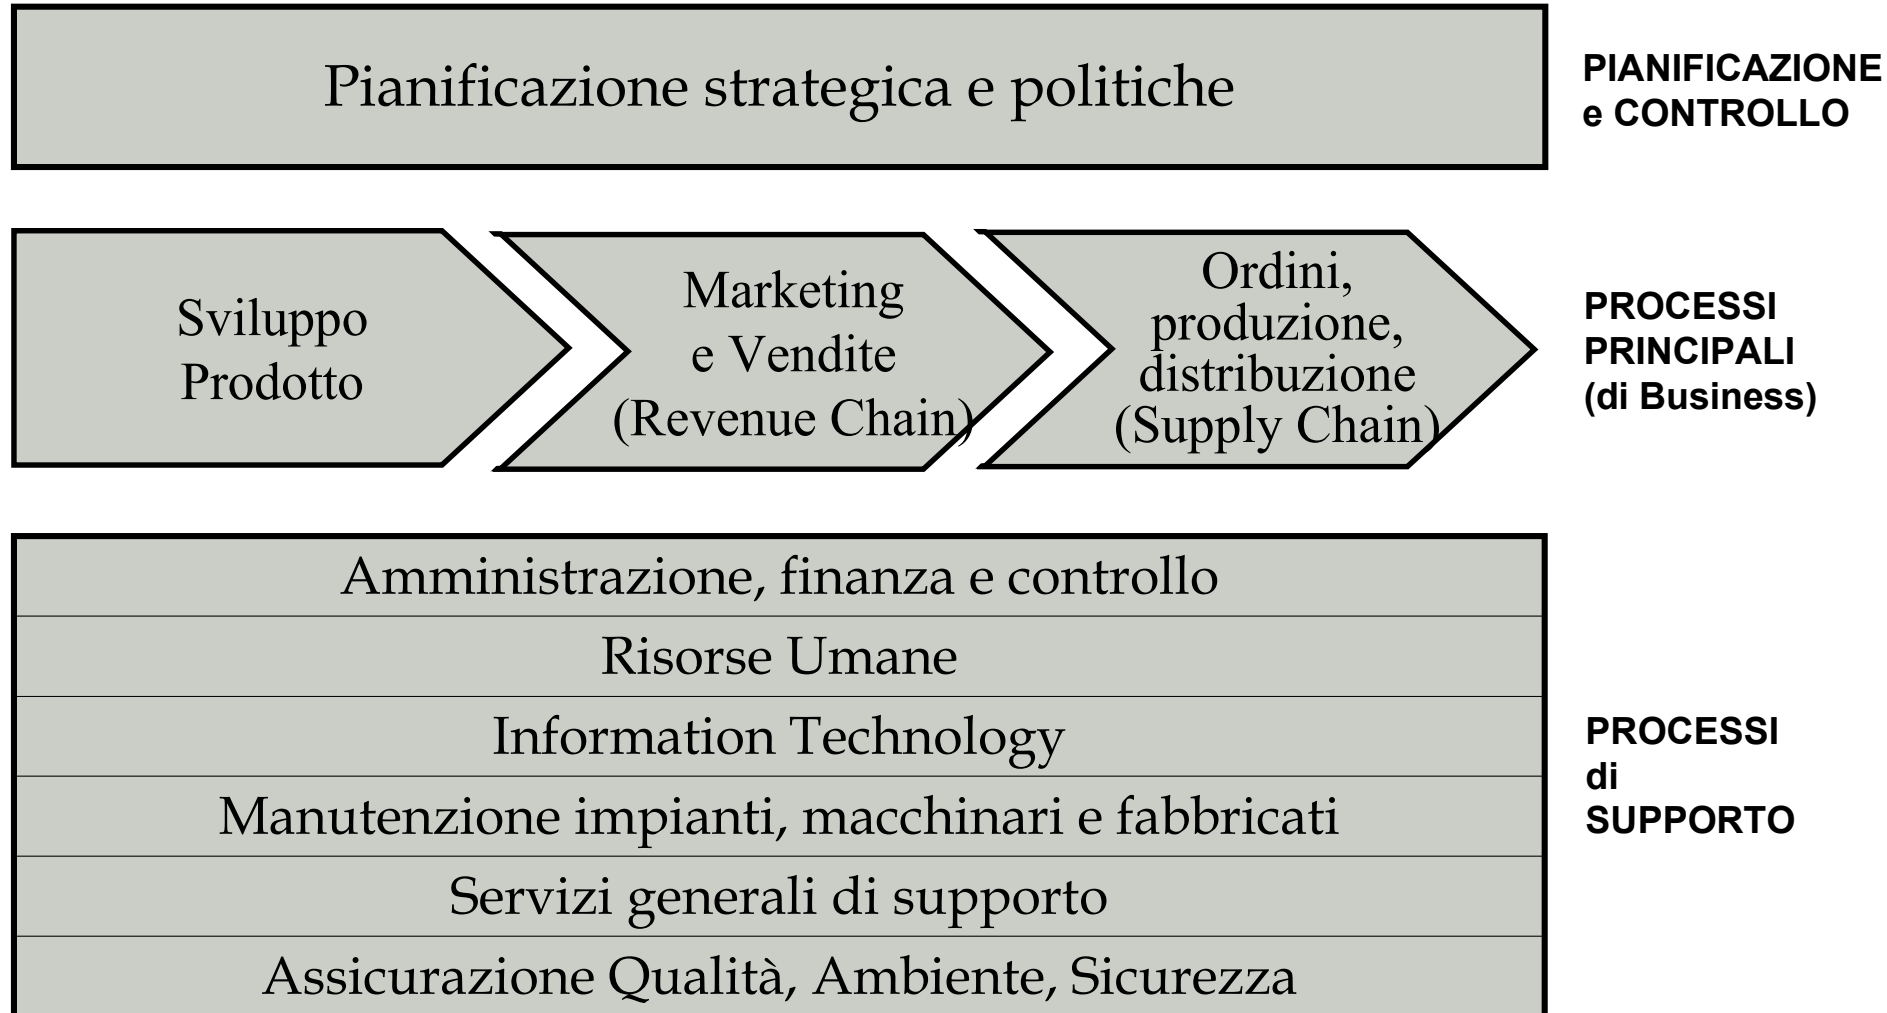 Pianificazione strategica e politiche
PIANIFICAZIONE
e CONTROLLO
Sviluppo
Prodotto
Marketing
e Vendite
(Revenue Chain)
Ordini,
produzione,
distribuzione
(Supply Chain)
PROCESSI
PRINCIPALI
(di Business)
Amministrazione, finanza e controllo
Risorse Umane
Information Technology
Manutenzione impianti, macchinari e fabbricati
Servizi generali di supporto
Assicurazione Qualità, Ambiente, Sicurezza
PROCESSI
di
SUPPORTO